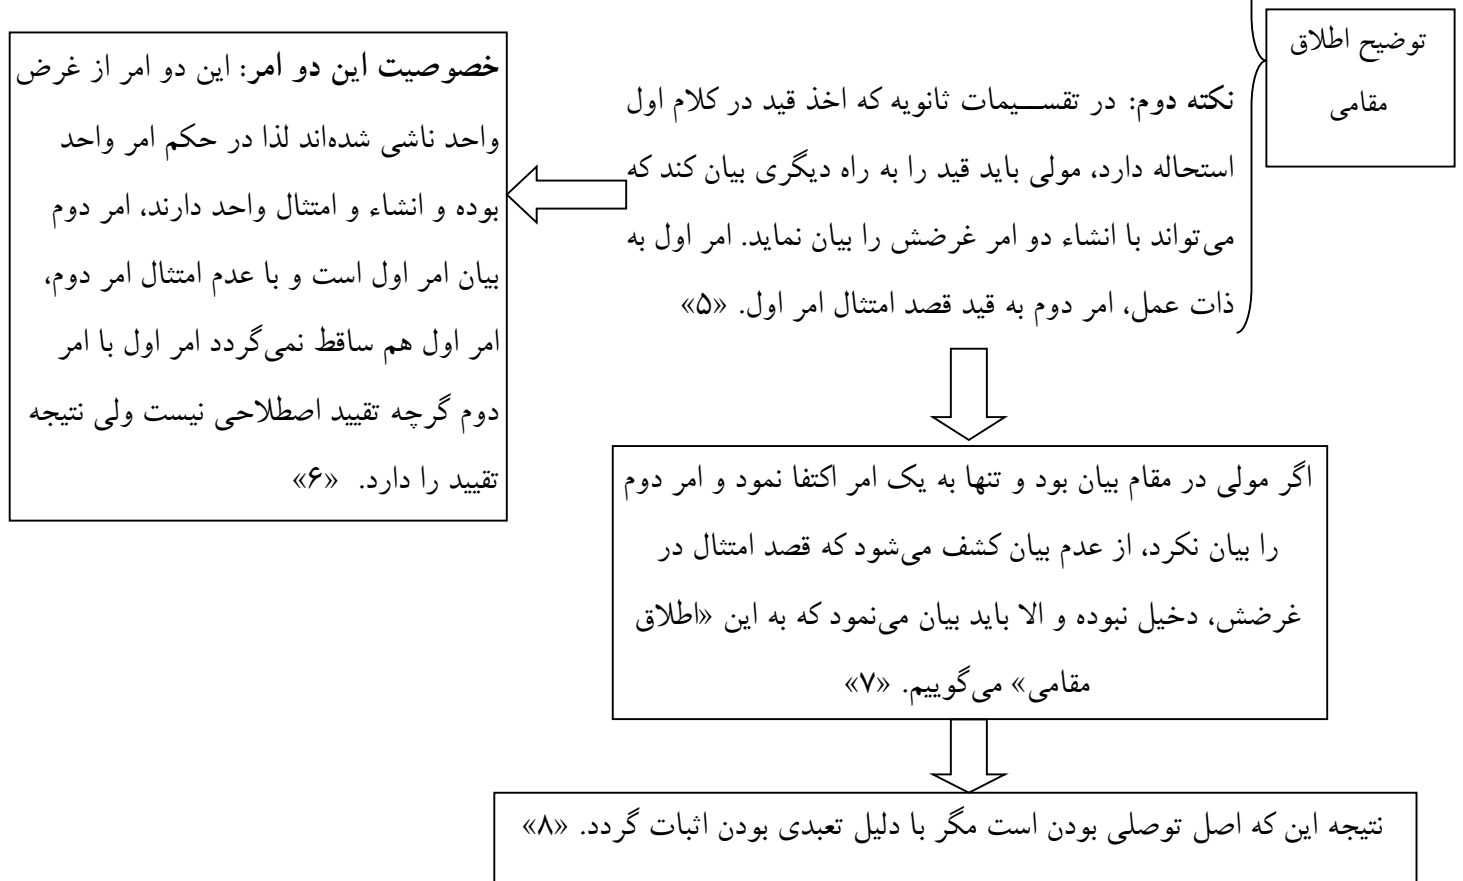 توضیح اطلاق
مقامی
نکته دوم: در تقسیمات ثانویه که اخذ قید در کلام اول
استحاله دارد، مولی باید قید را به راه دیگری بیان کند که
می‌تواند با انشاء دو امر غرضش را بیان نماید. امر اول به
ذات عمل، امر دوم به قید قصد امتثال امر اول. «۵»
خصوصیت این دو امر: این دو امر از غرض
واحد ناشی شده‌اند لذا در حکم امر واحد
بوده و انشاء و امتثال واحد دارند، امر دوم
بیان امر اول است و با عدم امتثال امر دوم،
امر اول هم ساقط نمی‌گردد امر اول با امر
دوم گرچه تقیید اصطلاحی نیست ولی نتیجه
تقیید را دارد. «۶»
اگر مولی در مقام بیان بود و تنها به یک امر اکتفا نمود و امر دوم
را بیان نکرد، از عدم بیان کشف می‌شود که قصد امتثال در
غرضش، دخیل نبوده و الا باید بیان می‌نمود که به این «اطلاق
مقامی» می‌گوییم. «۷»
نتیجه این که اصل توصلی بودن است مگر با دلیل تعبدی بودن اثبات گردد. «۸»